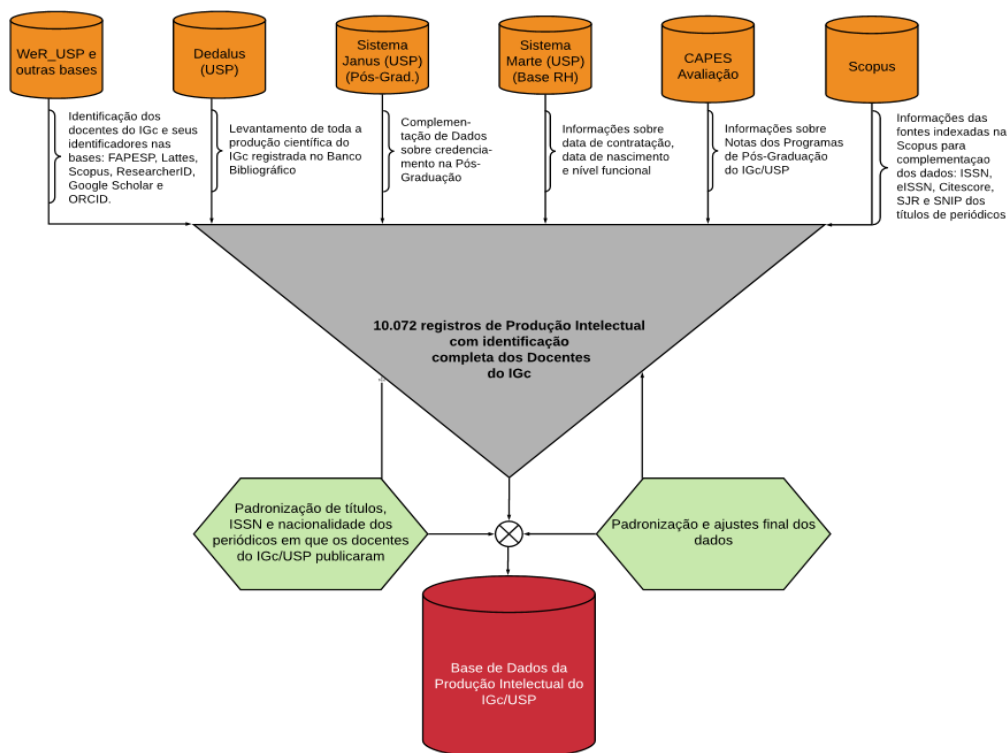 WeR_USP e
outras bases
Dedalus
(USP)
Sistema
Janus (USP)
(Pós-Grad.)
Sistema
Marte (USP)
(Base RH)
CAPES
Avaliação
Scopus
Identificação dos
docentes do IGc e seus
identificadores nas
bases: FAPESP, Lattes,
Scopus, ResearcherID,
Google Scholar e
ORCID.
Levantamento de toda a
produção científica do
IGc registrada no Banco
Bibliográfico
Complemen-
tação de Dados
sobre credencia-
mento na Pós-
Graduação
Informações sobre
data de contratação,
data de nascimento
e nível funcional
Informações sobre
Notas dos Programas
de Pós-Graduação
do IGc/USP
Informações das
fontes indexadas na
Scopus para
complementaçao
dos dados: ISSN,
eISSN, Citescore,
SJR e SNIP dos
títulos de periódicos
10.072 registros de Produção Intelectual
com identificação
completa dos Docentes
do IGc
Padronização de títulos,
ISSN e nacionalidade dos
periódicos em que os docentes
do IGc/USP publicaram
Padronização e ajustes final dos
dados
Base de Dados da
Produção Intelectual do
IGc/USP